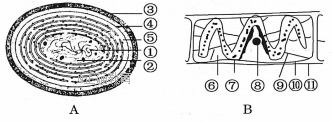 ③
④
⑤
①
②
⑥ ⑦ ⑧ ⑨ ⑩ ⑪
A B